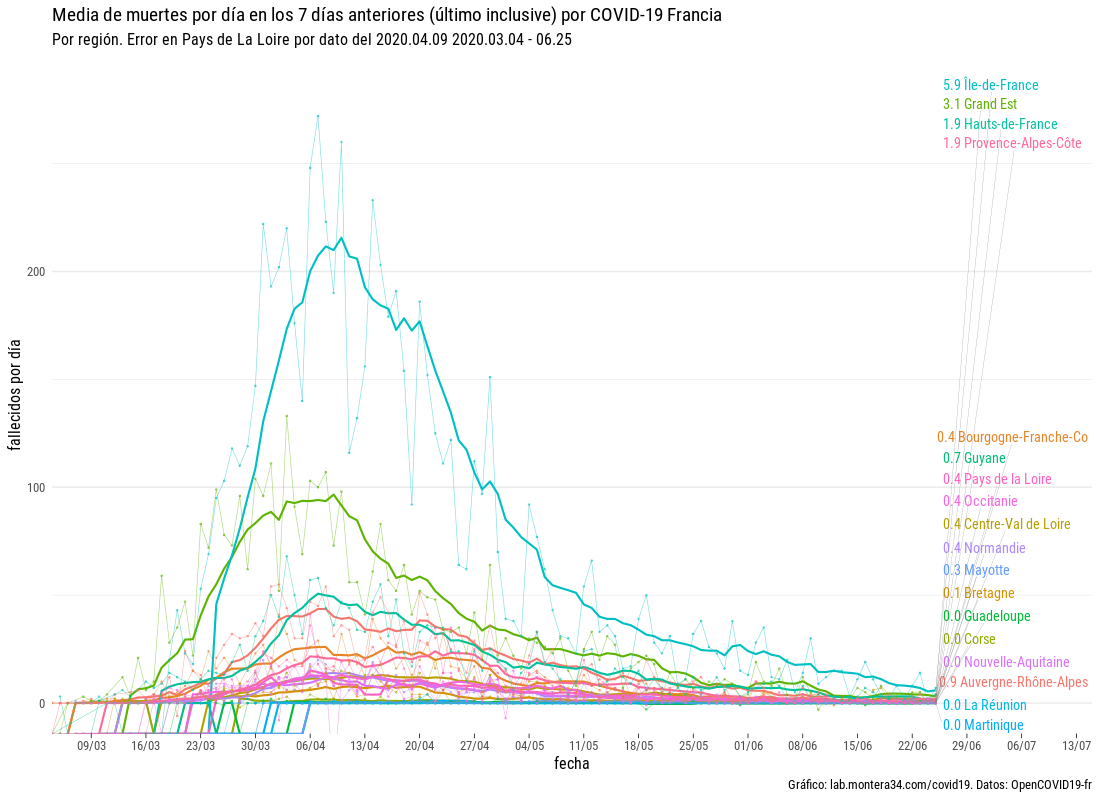 Media de muertes por día en los 7 días anteriores (último inclusive) por COVID-19 Francia
Por región. Error en Pays de La Loire por dato del 2020.04.09 2020.03.04 - 06.25
5.9 Île-de-France
3.1 Grand Est
1.9 Hauts-de-France
1.9 Provence-Alpes-Côte
200
fallecidos por día
0.4 Bourgogne-Franche-Co
0.7 Guyane
100
0.4 Pays de la Loire
0.4 Occitanie
0.4 Centre-Val de Loire
0.4 Normandie
0.3 Mayotte
0.1 Bretagne
0.0 Guadeloupe
0.0 Corse
0.0 Nouvelle-Aquitaine
0.9 Auvergne-Rhône-Alpes
0
0.0 La Réunion
0.0 Martinique
09/03 16/03 23/03 30/03 06/04 13/04 20/04 27/04 04/05 11/05 18/05 25/05 01/06 08/06 15/06 22/06 29/06 06/07 13/07
fecha
Gráfico: lab.montera34.com/covid19. Datos: OpenCOVID19-fr